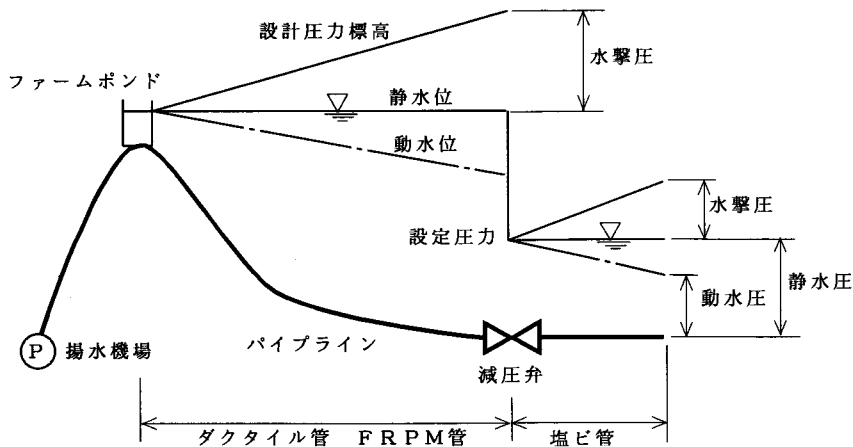 設計圧力標高
水撃圧
ファームポンド
静水位
動水位
水撃圧
設定圧力
静水圧
動水圧
P 揚水機場
パイプライン
減圧弁
ダクタイル管 FRPM管
塩ビ管